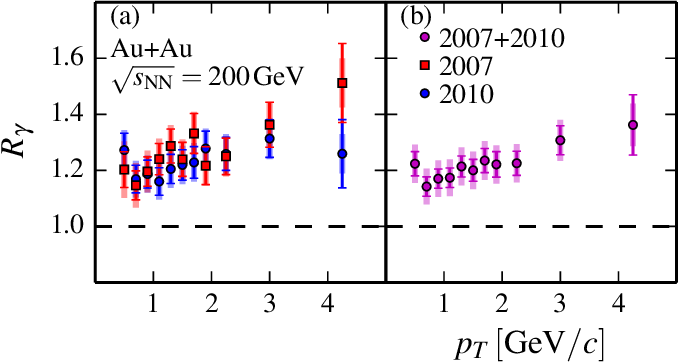 (a)
Au+Au
√sNN = 200 GeV
(b)
2007+2010
2007
2010
Rγ
1.6
1.4
1.2
1.0
1 2 3 4 1 2 3 4
pT [GeV/c]